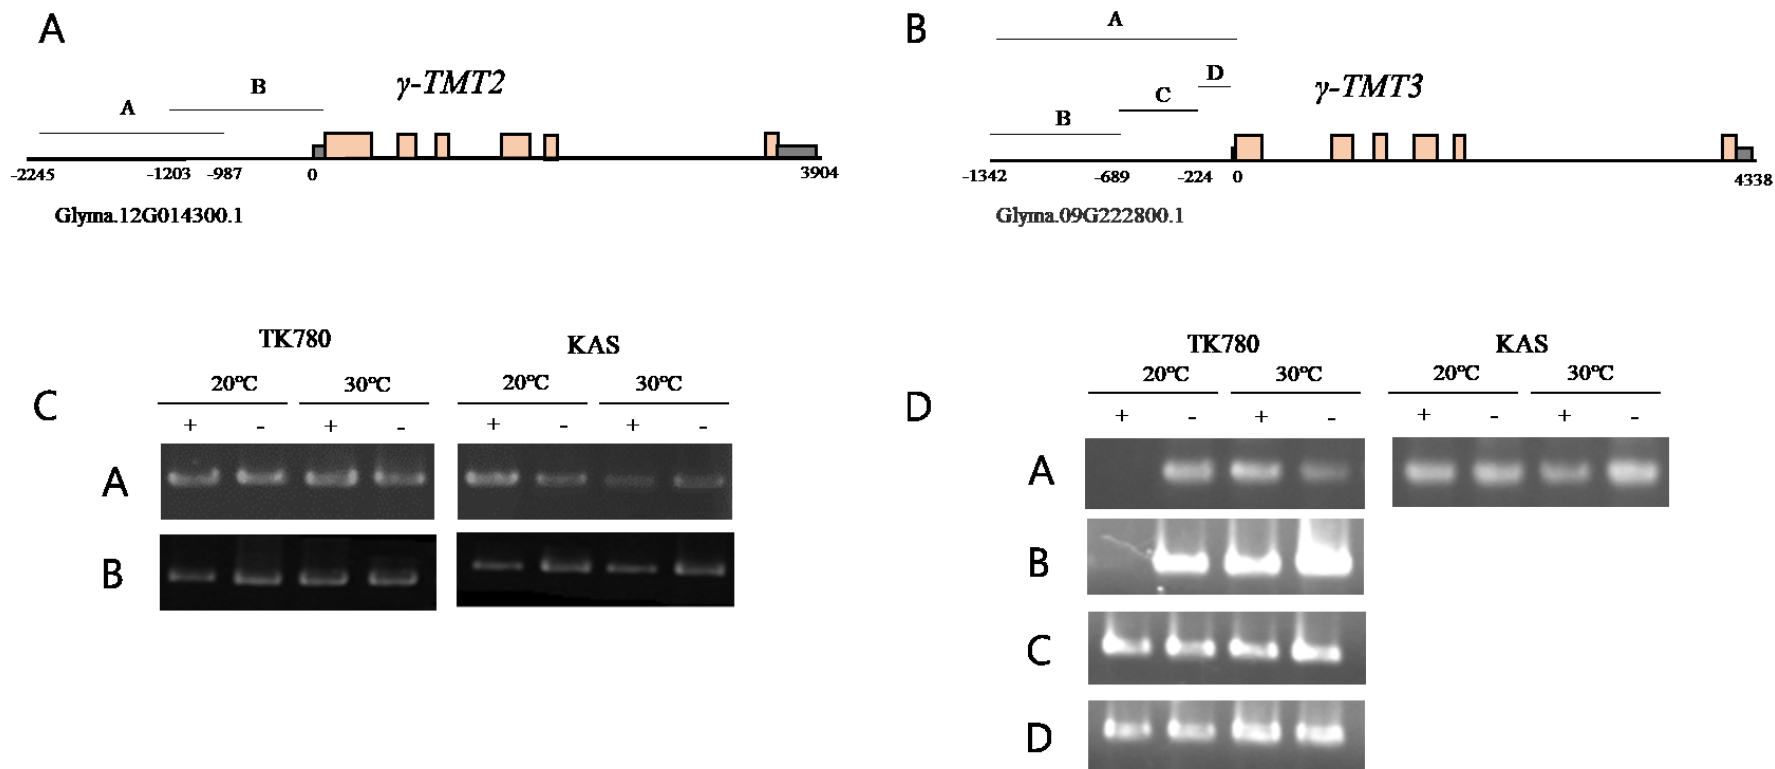 A
B
γ-TMT2
A
B
-2245
-1203
-987
0
3904
Glyma.12G014300.1
A
D
C
B
γ-TMT3
-1342
-689
-224
0
4338
Glyma.09G222800.1
C
TK780 KAS
20℃ 30℃ 20℃ 30℃
+ - + - + - + -
A
B
D
TK780 KAS
20℃ 30℃ 20℃ 30℃
+ - + - + - + -
A
B
C
D